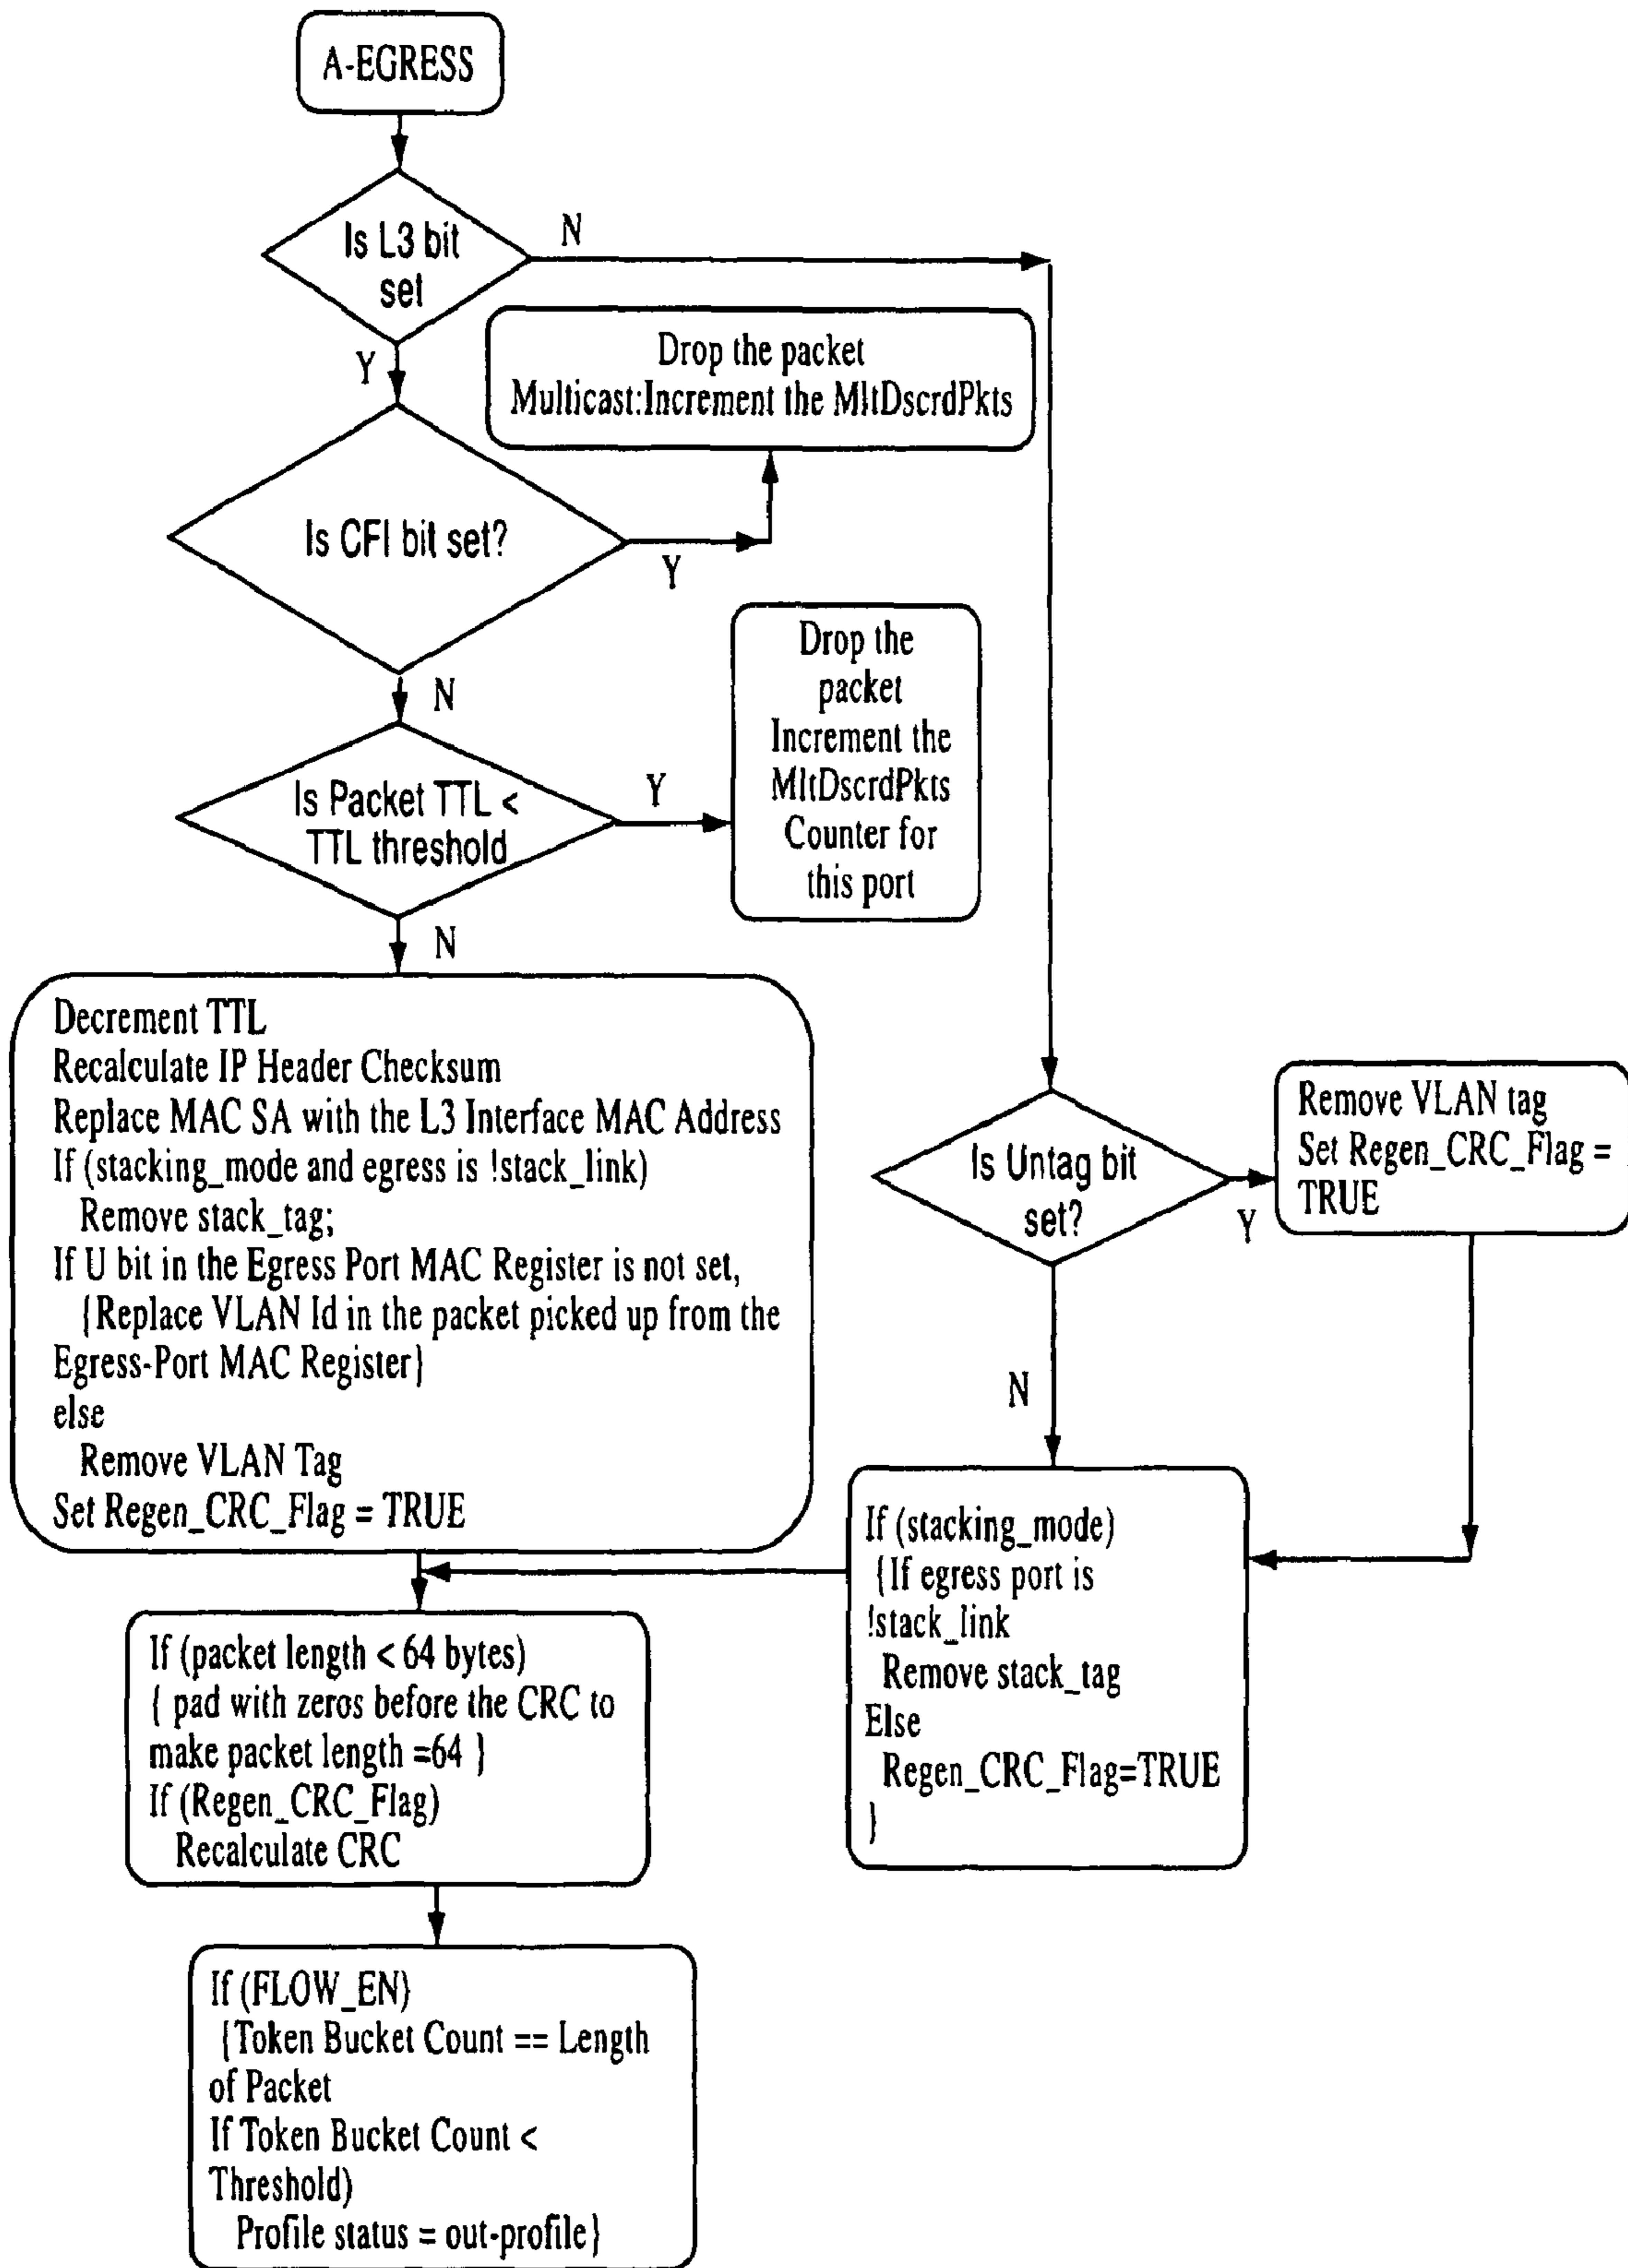 A-EGRESS
Is L3 bit
set
N
Y
Drop the packet
Multicast:Increment the MltDscrdPkts
Is CFI bit set?
Y
N
Drop the
packet
Increment the
MltDscrdPkts
Counter for
this port
Is Packet TTL <
TTL threshold
Y
N
Decrement TTL
Recalculate IP Header Checksum
Replace MAC SA with the L3 Interface MAC Address
If (stacking_mode and egress is !stack_link)
Remove stack_tag;
If U bit in the Egress Port MAC Register is not set,
{Replace VLAN Id in the packet picked up from the
Egress-Port MAC Register}
else
Remove VLAN Tag
Set Regen_CRC_Flag = TRUE
Is Untag bit
set?
Y
N
Remove VLAN tag
Set Regen_CRC_Flag =
TRUE
If (stacking_mode)
{If egress port is
!stack_link
Remove stack_tag
Else
Regen_CRC_Flag=TRUE
}
If (packet length < 64 bytes)
{ pad with zeros before the CRC to
make packet length =64 }
If (Regen_CRC_Flag)
Recalculate CRC
If (FLOW_EN)
{Token Bucket Count == Length
of Packet
If Token Bucket Count <
Threshold)
Profile status = out-profile}